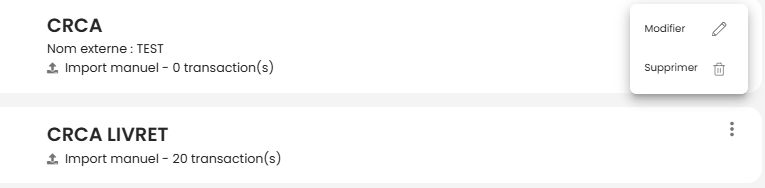 CRCA
Nom externe : TEST
Import manuel - 0 transaction(s)
Modifier
Supprimer
CRCA LIVRET
Import manuel - 20 transaction(s)